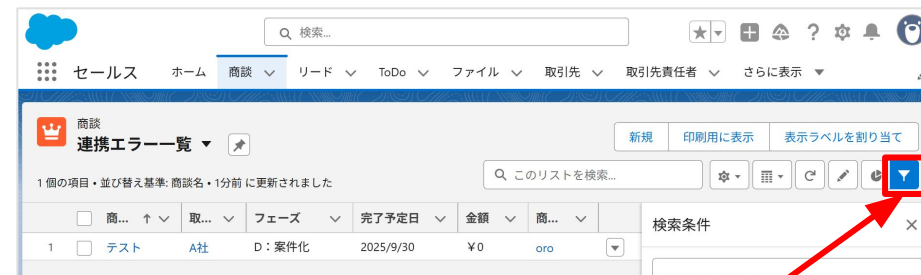 検索...
セールス ホーム 商談 リード ToDo ファイル 取引先 取引先責任者 さらに表示
商談
連携エラー一覧
新規 印刷用に表示 表示ラベルを割り当て
1 個の項目 • 並び替え基準: 商談名 • 1分前 に更新されました
このリストを検索...
商... ↑ 取... フェーズ 完了予定日 金額 商...
検索条件
1 テスト A社 D：案件化 2025/9/30 ¥0 oro